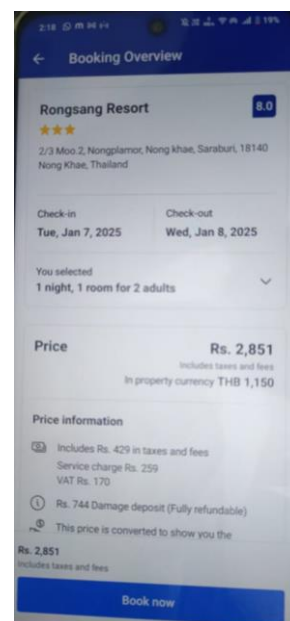 2:18
19%
Booking Overview
Rongsang Resort
8.0
2/3 Moo.2, Nongplamor, Nong khae, Saraburi, 18140
Nong Khae, Thailand
Check-in
Check-out
Tue, Jan 7, 2025
Wed, Jan 8, 2025
You selected
1 night, 1 room for 2 adults
Price
Rs. 2,851
Includes taxes and fees
In property currency THB 1,150
Price information
Includes Rs. 429 in taxes and fees
Service charge Rs. 259
VAT Rs. 170
Rs. 744 Damage deposit (Fully refundable)
This price is converted to show you the
Rs. 2,851
Includes taxes and fees
Book now